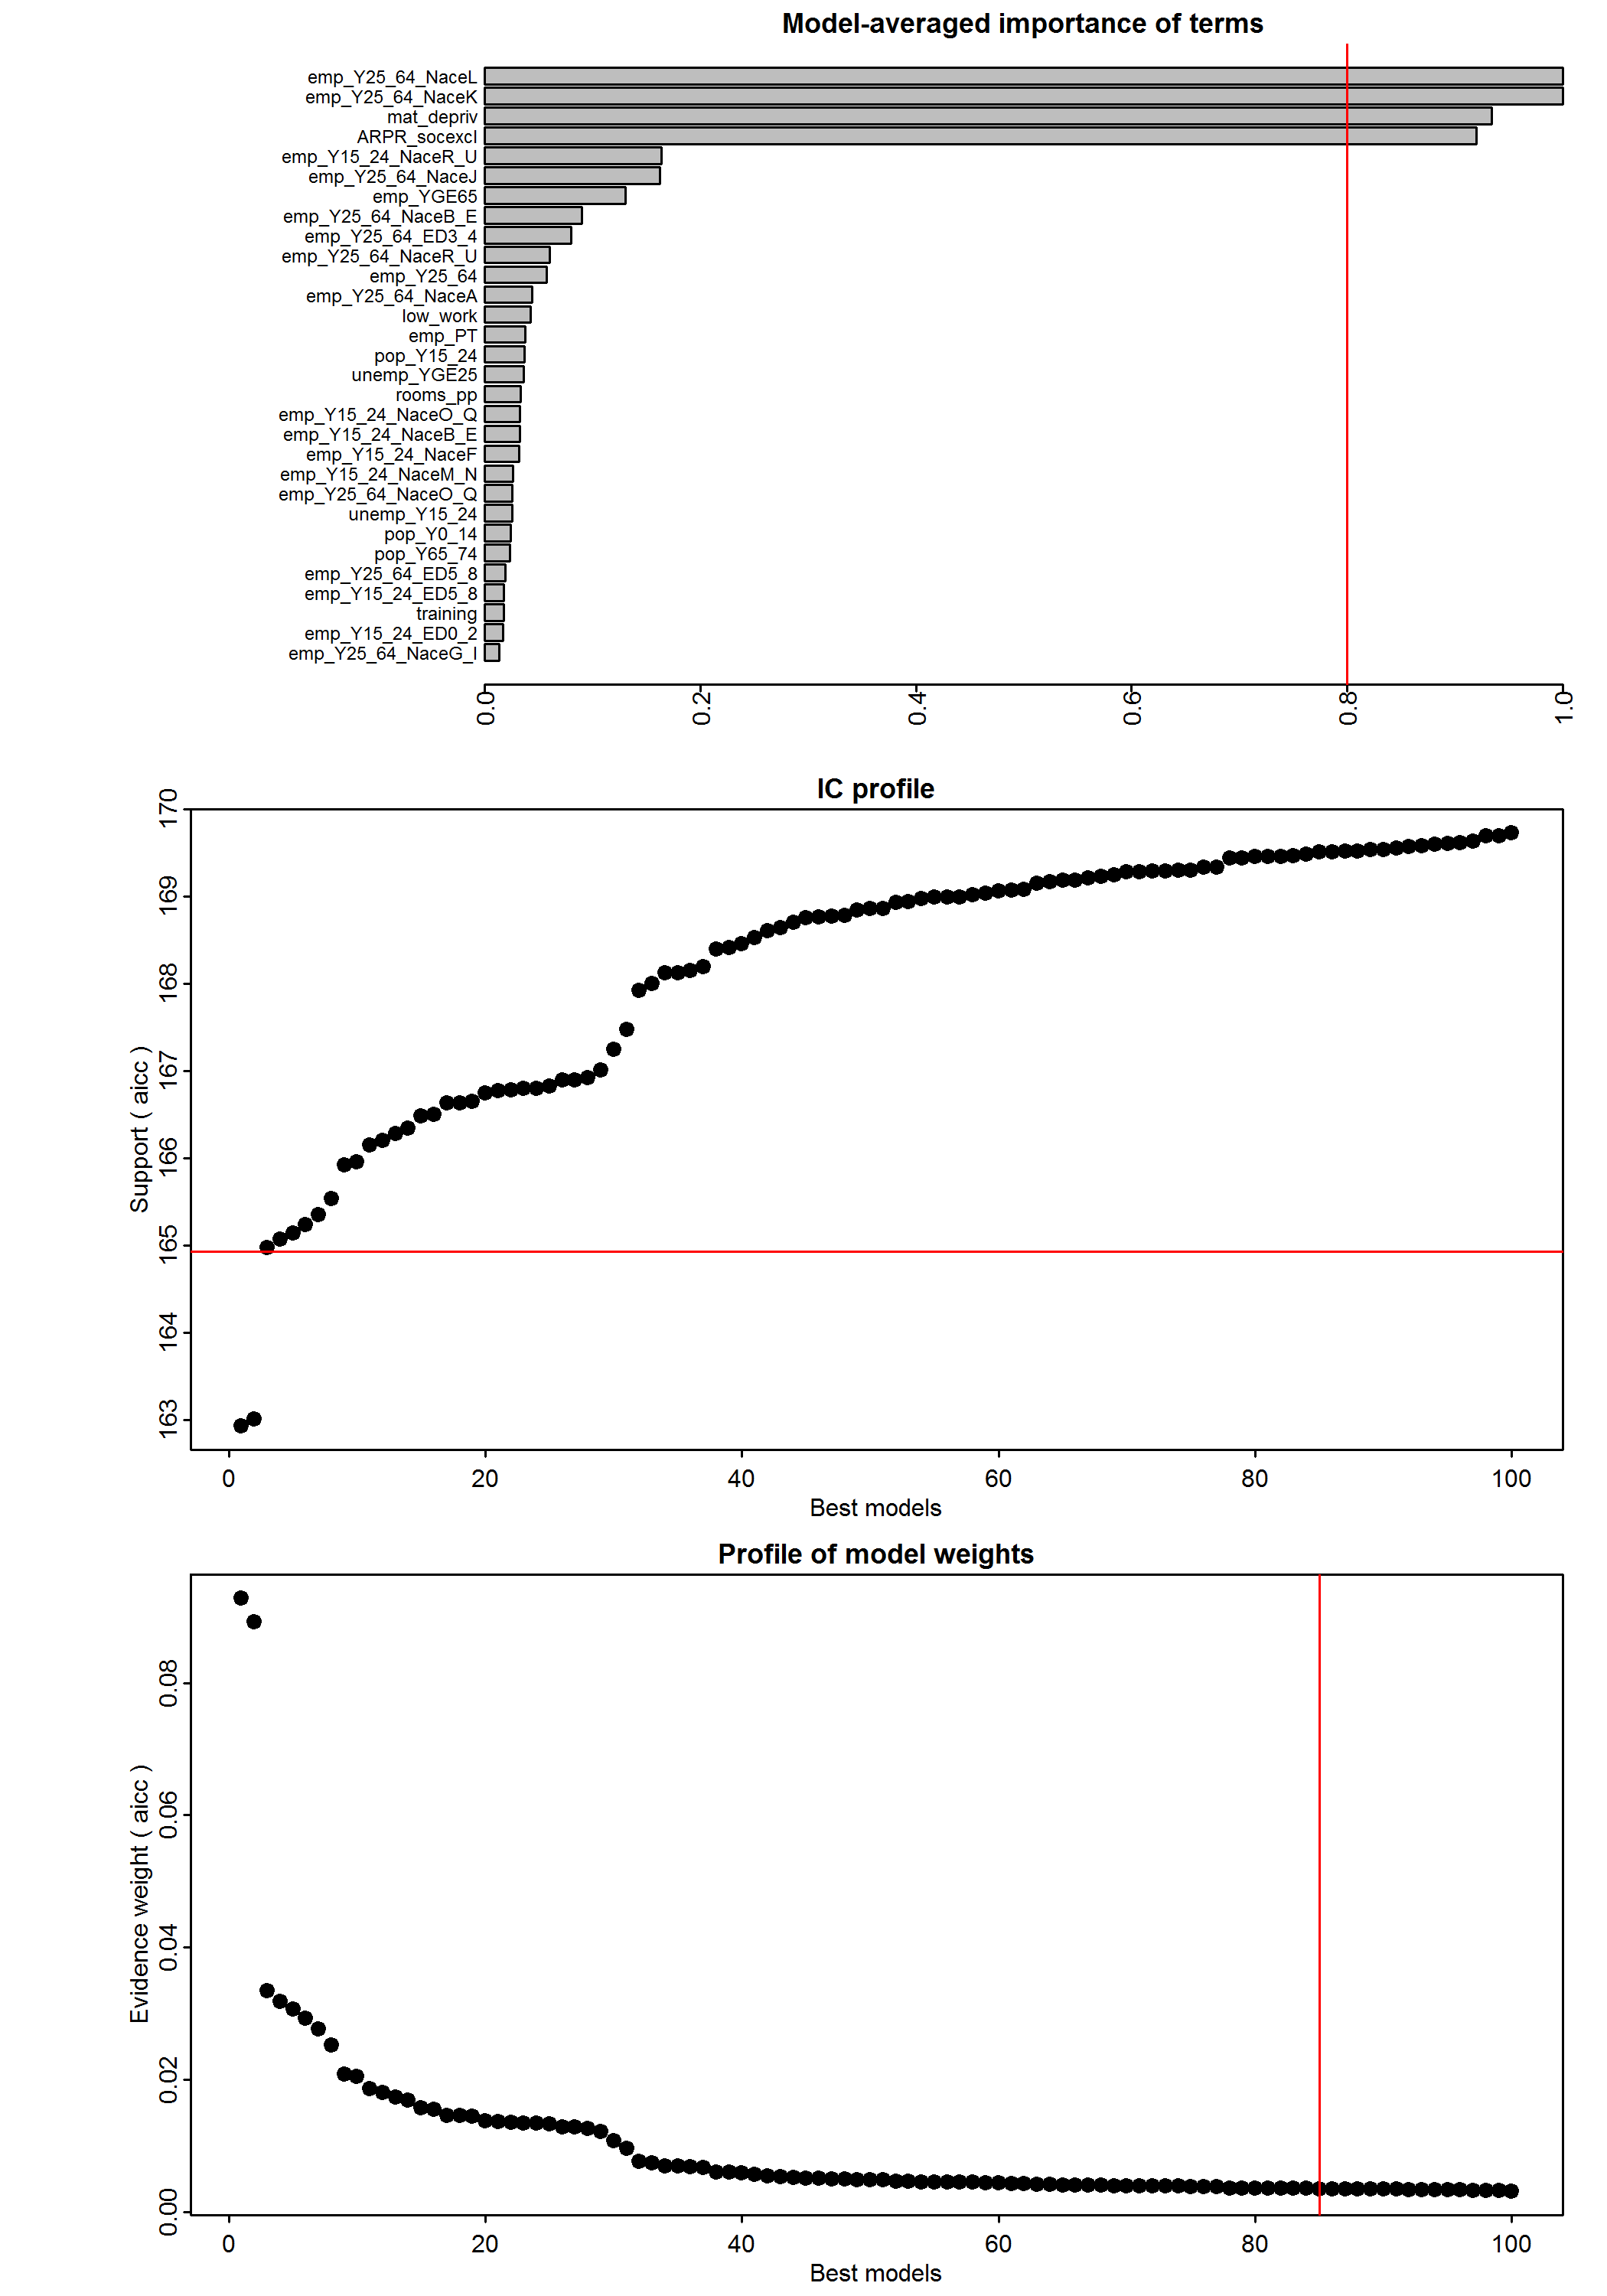 Model-averaged importance of terms
emp_Y25_64_NaceL
emp_Y25_64_NaceK
mat_depriv
ARPR_socexcl
emp_Y15_24_NaceR_U
emp_Y25_64_NaceJ
emp_YGE65
emp_Y25_64_NaceB_E
emp_Y25_64_ED3_4
emp_Y25_64_NaceR_U
emp_Y25_64
emp_Y25_64_NaceA
low_work
emp_PT
pop_Y15_24
unemp_YGE25
rooms_pp
emp_Y15_24_NaceO_Q
emp_Y15_24_NaceB_E
emp_Y15_24_NaceF
emp_Y15_24_NaceM_N
emp_Y25_64_NaceO_Q
unemp_Y15_24
pop_Y0_14
pop_Y65_74
emp_Y25_64_ED5_8
emp_Y15_24_ED5_8
training
emp_Y15_24_ED0_2
emp_Y25_64_NaceG_I
0.0 0.2 0.4 0.6 0.8 1.0
IC profile
Support ( aicc )
170
169
168
167
166
165
164
163
0 20 40 60 80 100
Best models
Profile of model weights
Evidence weight ( aicc )
0.08
0.06
0.04
0.02
0.00
0 20 40 60 80 100
Best models